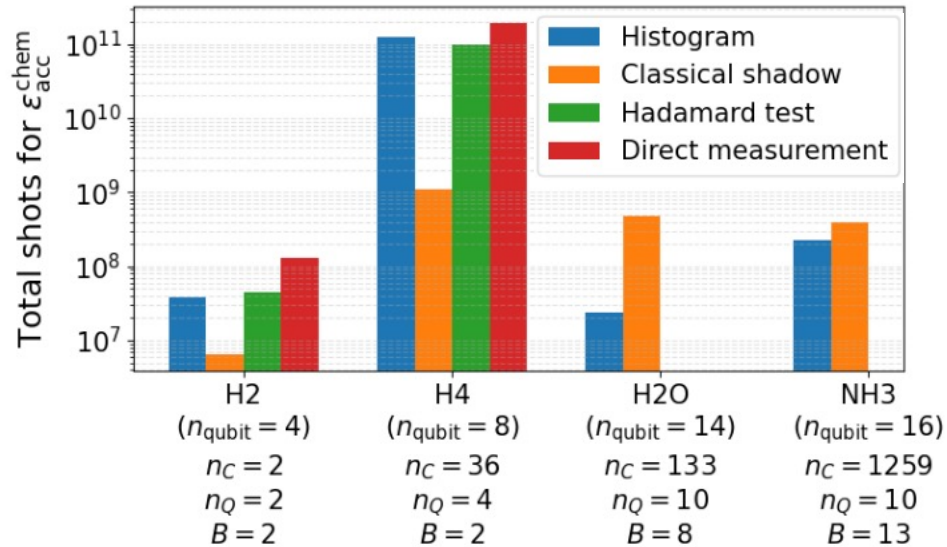 Total shots for ε_acc^chem
10^11
10^10
10^9
10^8
10^7
Histogram
Classical shadow
Hadamard test
Direct measurement
H2 H4 H2O NH3
(n_qubit = 4) (n_qubit = 8) (n_qubit = 14) (n_qubit = 16)
n_C = 2 n_C = 36 n_C = 133 n_C = 1259
n_Q = 2 n_Q = 4 n_Q = 10 n_Q = 10
B = 2 B = 2 B = 8 B = 13